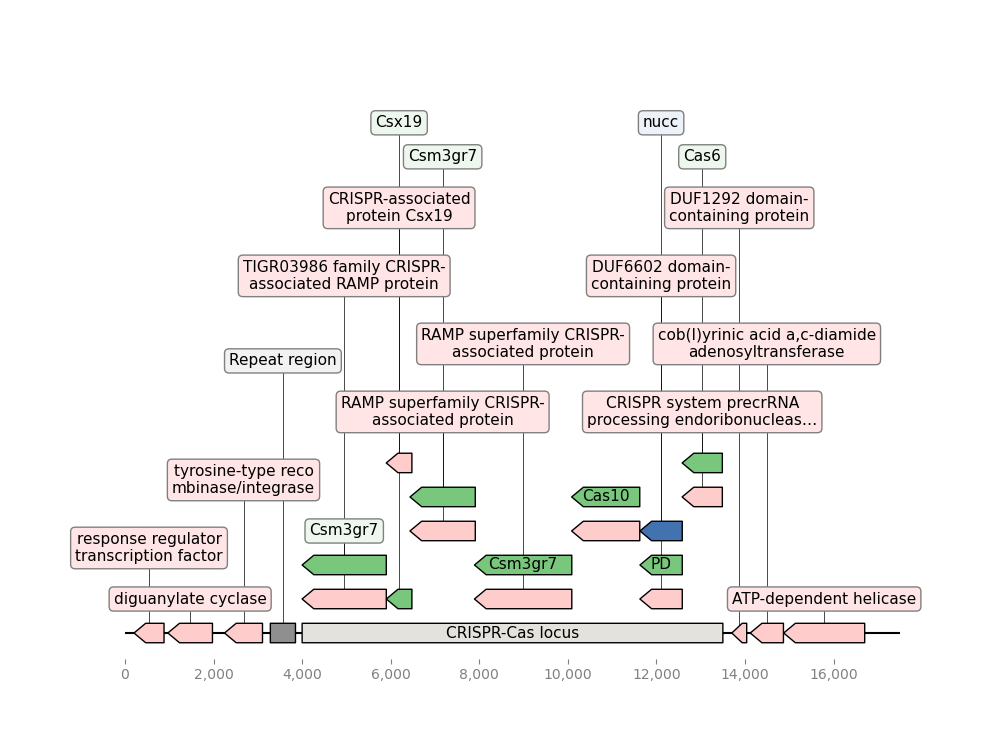 Csx19
nucc
Csm3gr7
Cas6
CRISPR-associated
protein Csx19
DUF1292 domain-
containing protein
TIGR03986 family CRISPR-
associated RAMP protein
DUF6602 domain-
containing protein
RAMP superfamily CRISPR-
associated protein
cob(I)yrinic acid a,c-diamide
adenosyltransferase
Repeat region
RAMP superfamily CRISPR-
associated protein
CRISPR system precrRNA
processing endoribonucleas…
tyrosine-type reco
mbinase/integrase
Cas10
Csm3gr7
response regulator
transcription factor
Csm3gr7
PD
diguanylate cyclase
ATP-dependent helicase
CRISPR-Cas locus
0 2,000 4,000 6,000 8,000 10,000 12,000 14,000 16,000